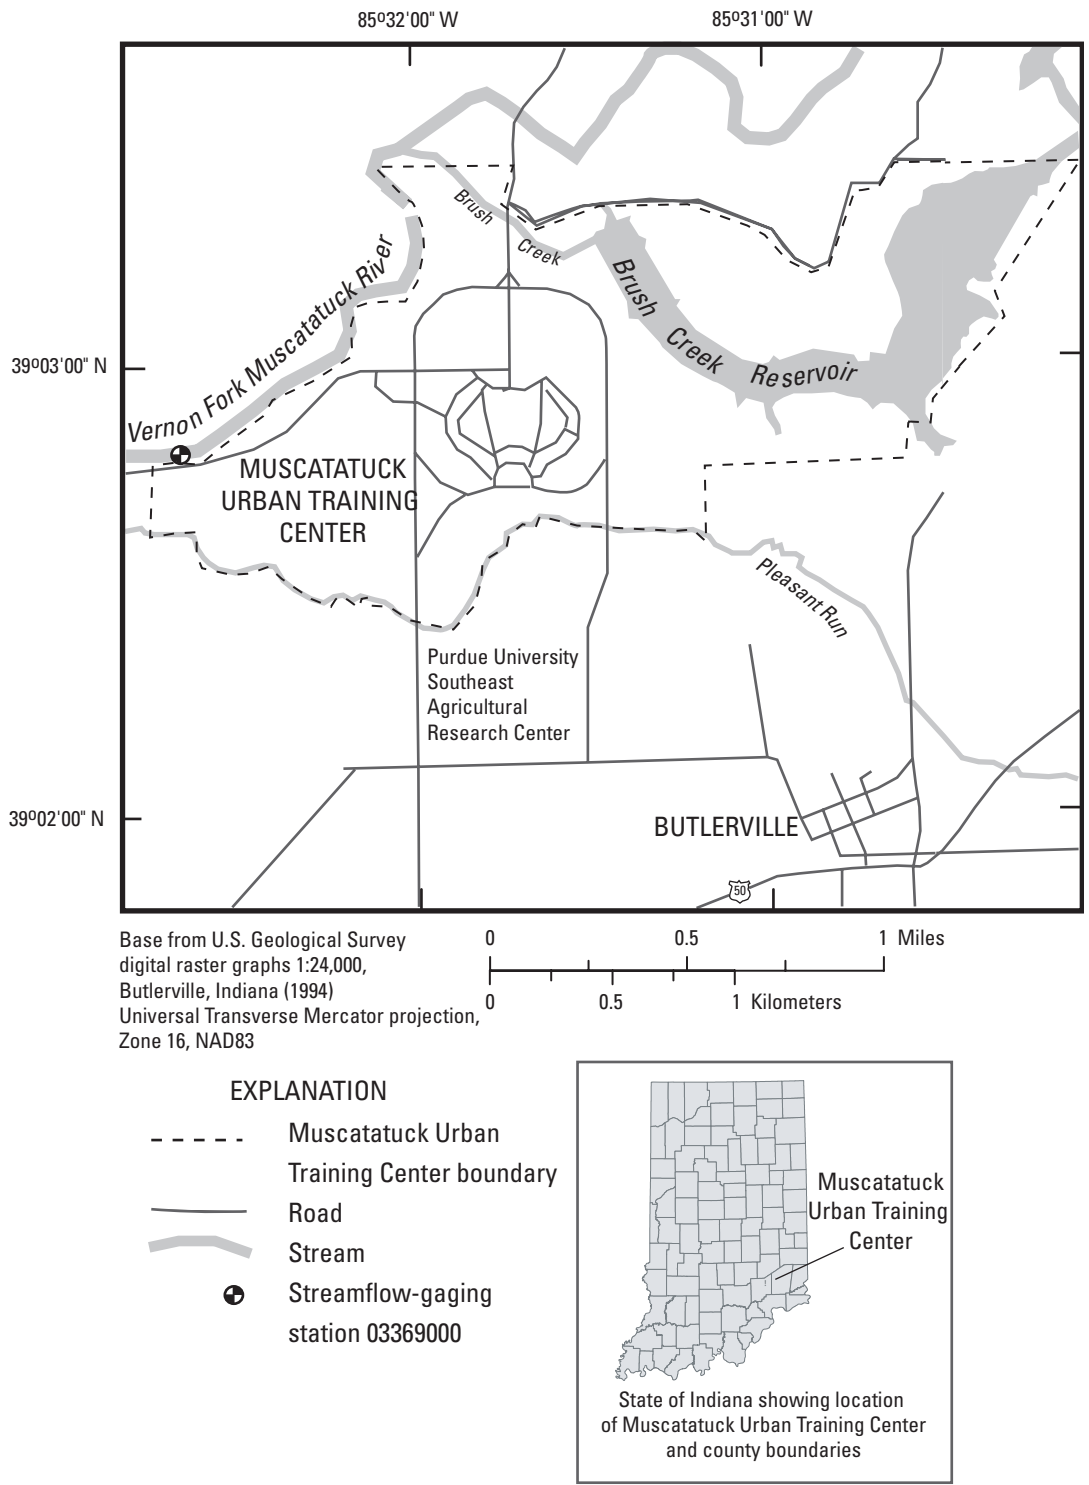 85º32'00" W
85º31'00" W
Brush
Creek
Vernon Fork Muscatatuck River
Brush
Creek
Reservoir
39º03'00" N
MUSCATATUCK
URBAN TRAINING
CENTER
Pleasant Run
Purdue University
Southeast
Agricultural
Research Center
39º02'00" N
BUTLERVILLE
50
Base from U.S. Geological Survey
digital raster graphs 1:24,000,
Butlerville, Indiana (1994)
Universal Transverse Mercator projection,
Zone 16, NAD83
0 0.5 1 Miles
0 0.5 1 Kilometers
EXPLANATION
Muscatatuck Urban
Training Center boundary
Road
Stream
Streamflow-gaging
station 03369000
Muscatatuck
Urban Training
Center
State of Indiana showing location
of Muscatatuck Urban Training Center
and county boundaries